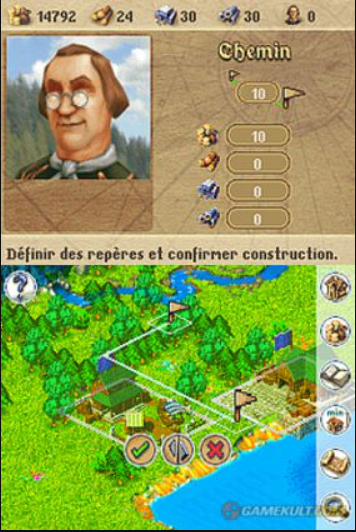 14792 24 30 30 0
Chemin
10
10
0
0
0
Définir des repères et confirmer construction.
?
min
GAMEKULT.COM